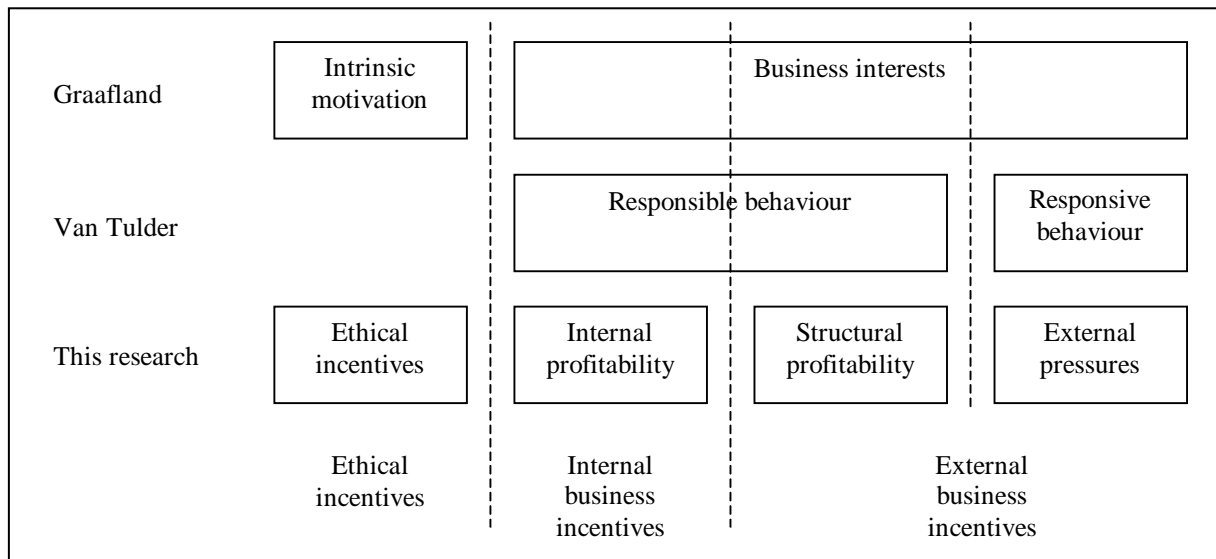 Graafland
Intrinsic
motivation
Business interests
Van Tulder
Responsible behaviour
Responsive
behaviour
This research
Ethical
incentives
Internal
profitability
Structural
profitability
External
pressures
Ethical
incentives
Internal
business
incentives
External
business
incentives